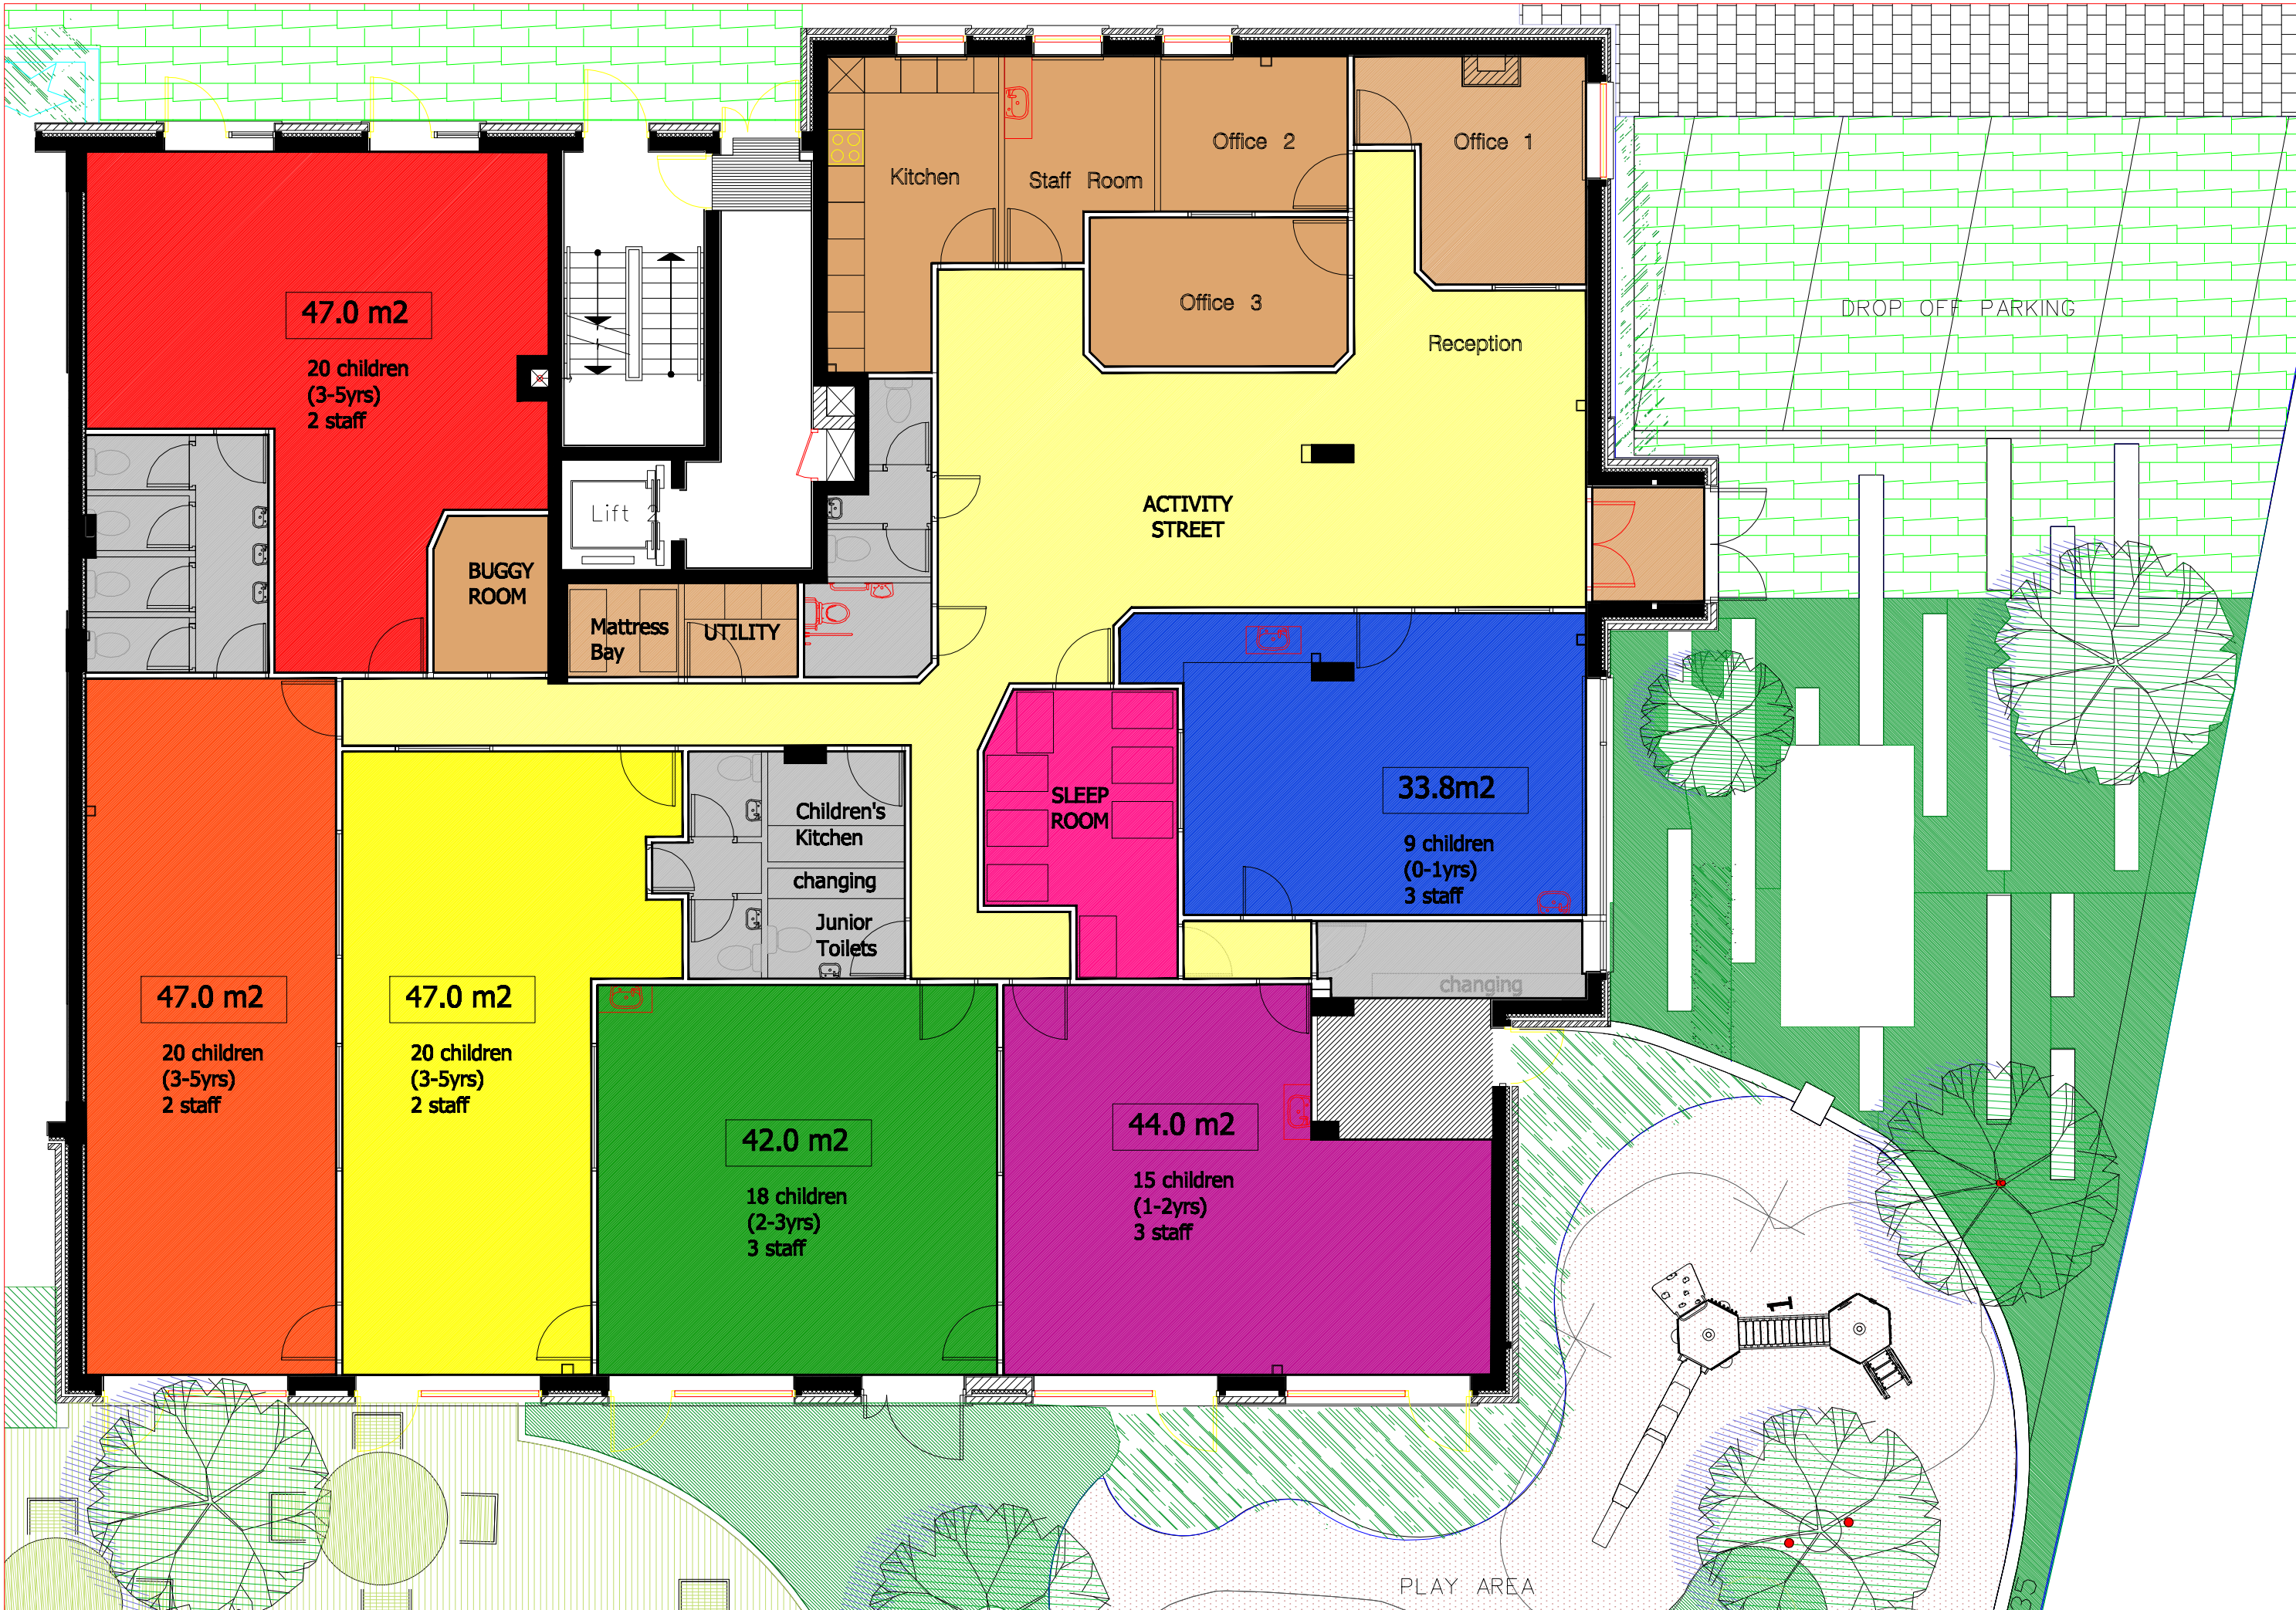 Kitchen
Staff Room
Office 2
Office 1
Office 3
Reception
DROP OFF PARKING
47.0 m2
20 children
(3-5yrs)
2 staff
Lift 2
ACTIVITY
STREET
BUGGY
ROOM
Mattress
Bay
UTILITY
SLEEP
ROOM
33.8m2
9 children
(0-1yrs)
3 staff
Children's
Kitchen
changing
Junior
Toilets
changing
47.0 m2
20 children
(3-5yrs)
2 staff
47.0 m2
20 children
(3-5yrs)
2 staff
42.0 m2
18 children
(2-3yrs)
3 staff
44.0 m2
15 children
(1-2yrs)
3 staff
1
PLAY AREA
35